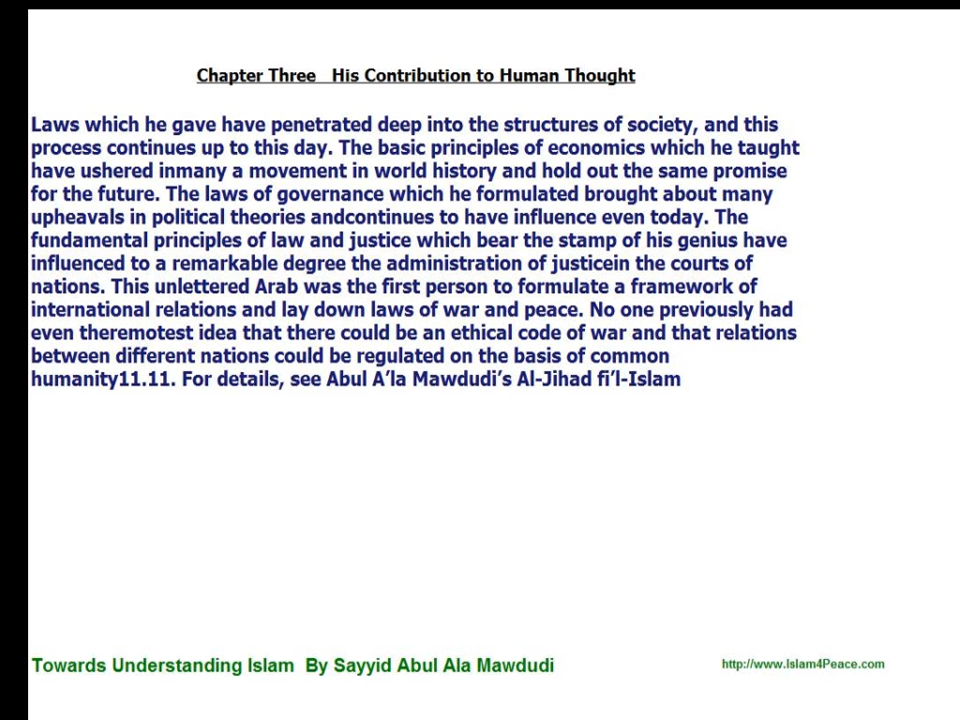 Chapter Three   His Contribution to Human Thought
Laws which he gave have penetrated deep into the structures of society, and this
process continues up to this day. The basic principles of economics which he taught
have ushered inmany a movement in world history and hold out the same promise
for the future. The laws of governance which he formulated brought about many
upheavals in political theories andcontinues to have influence even today. The
fundamental principles of law and justice which bear the stamp of his genius have
influenced to a remarkable degree the administration of justicein the courts of
nations. This unlettered Arab was the first person to formulate a framework of
international relations and lay down laws of war and peace. No one previously had
even theremotest idea that there could be an ethical code of war and that relations
between different nations could be regulated on the basis of common
humanity11.11. For details, see Abul A’la Mawdudi’s Al-Jihad fi’l-Islam
Towards Understanding Islam  By Sayyid Abul Ala Mawdudi
http://www.Islam4Peace.com